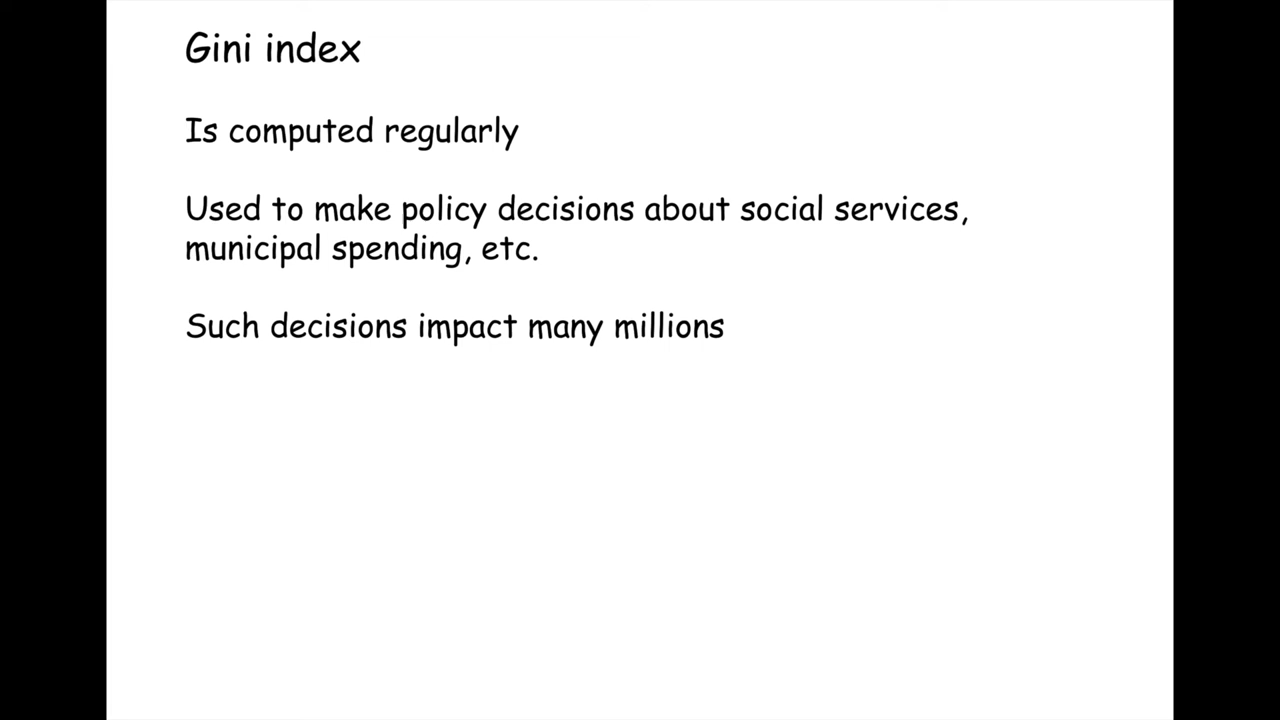 Gini index
Is computed regularly
Used to make policy decisions about social services,
municipal spending, etc.
Such decisions impact many millions